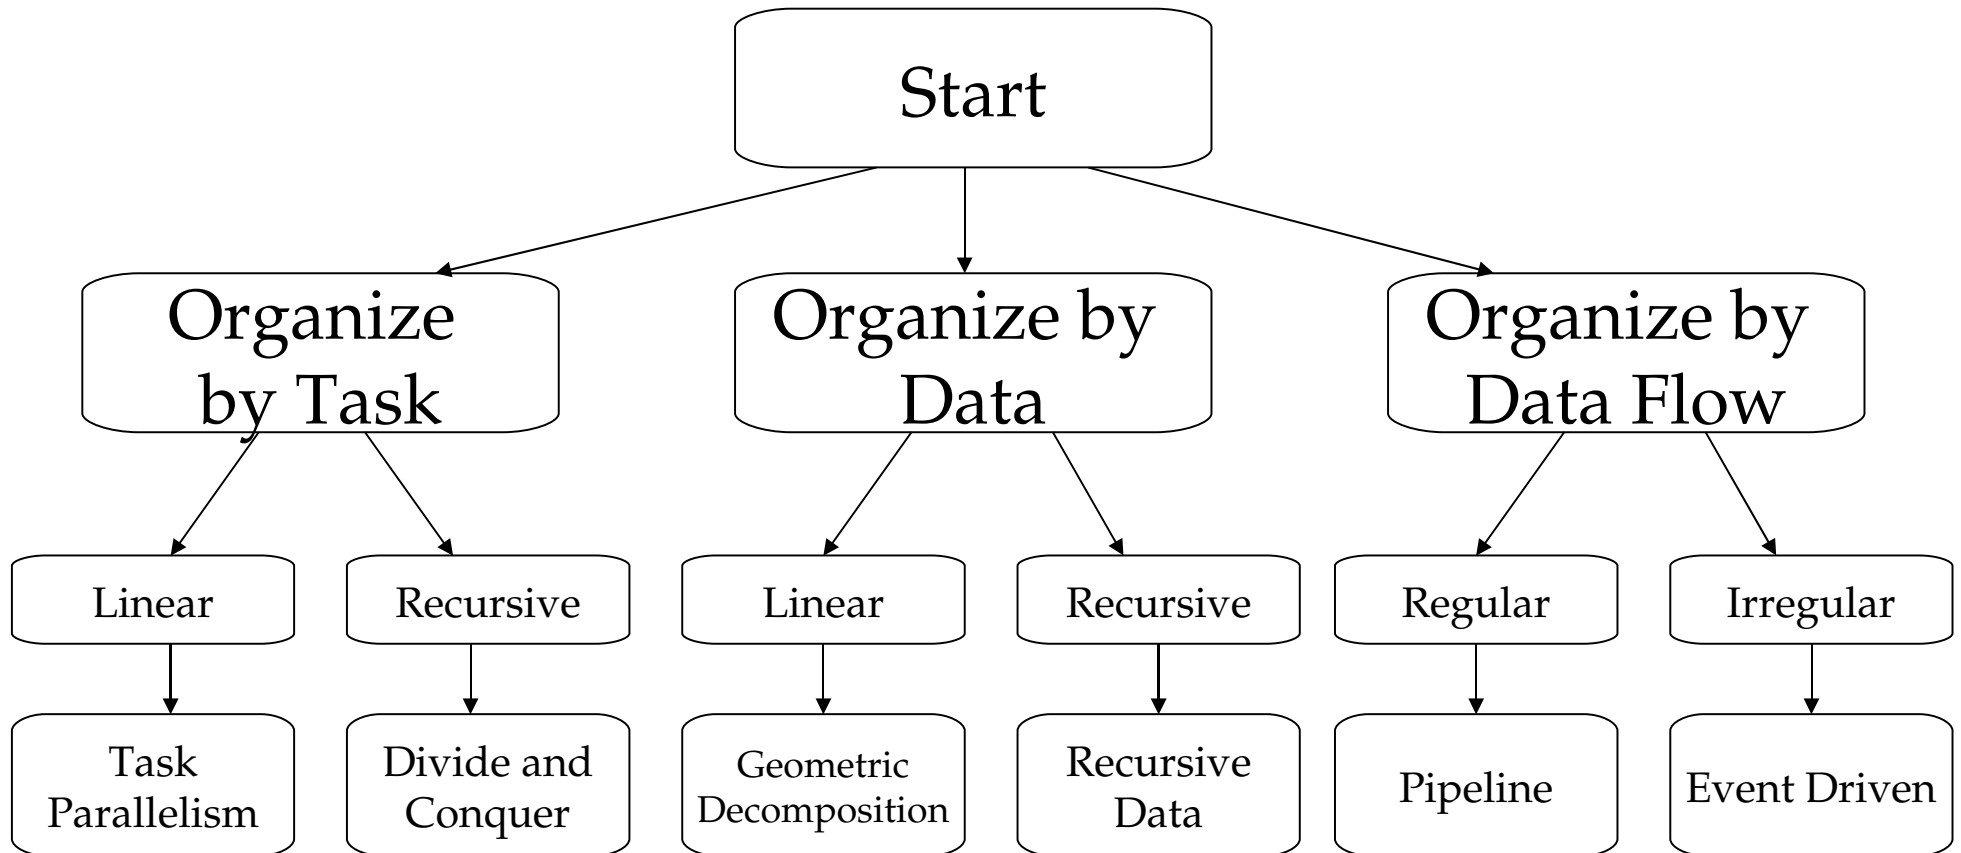 Start
Organize
by Task
Organize by
Data
Organize by
Data Flow
Linear
Recursive
Linear
Recursive
Regular
Irregular
Task
Parallelism
Divide and
Conquer
Geometric
Decomposition
Recursive
Data
Pipeline
Event Driven